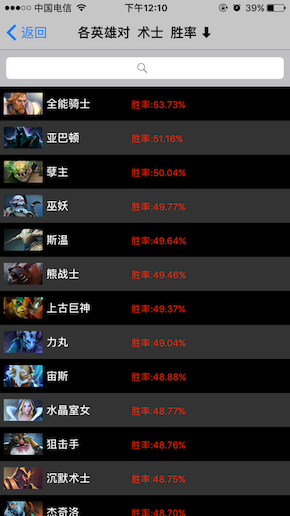 中国电信 下午12:10 39%
返回 各英雄对 术士 胜率 ⬇
全能骑士 胜率:53.73%
亚巴顿 胜率:51.16%
孽主 胜率:50.04%
巫妖 胜率:49.77%
斯温 胜率:49.64%
熊战士 胜率:49.46%
上古巨神 胜率:49.37%
力丸 胜率:49.04%
宙斯 胜率:48.88%
水晶室女 胜率:48.77%
狙击手 胜率:48.76%
沉默术士 胜率:48.75%
杰奇洛 胜率:48.70%